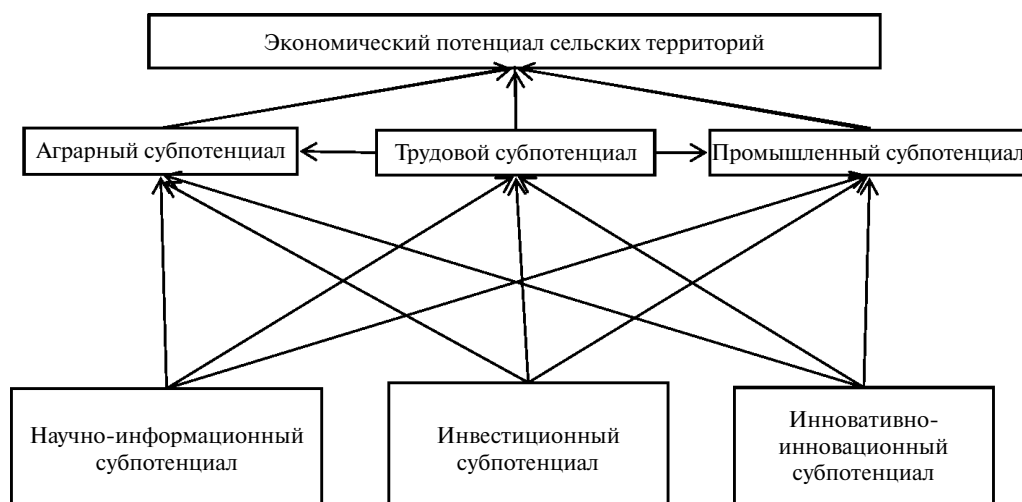 Экономический потенциал сельских территорий
Аграрный субпотенциал
Трудовой субпотенциал
Промышленный субпотенциал
Научно-информационный
субпотенциал
Инвестиционный
субпотенциал
Инновативно-
инновационный
субпотенциал